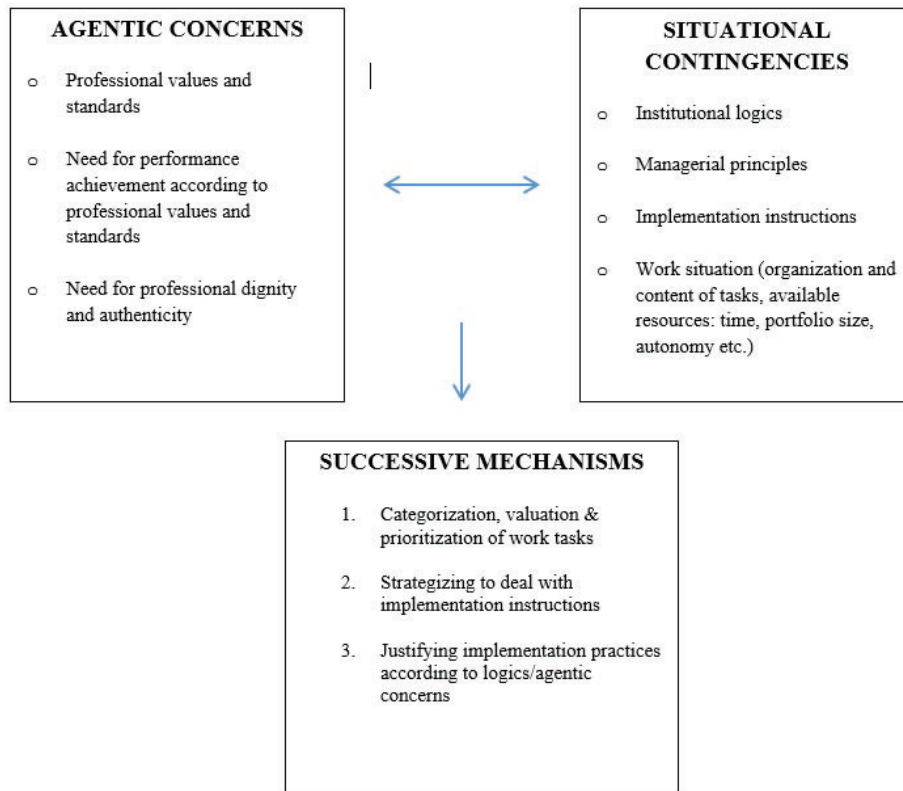 AGENTIC CONCERNS
o Professional values and
standards
o Need for performance
achievement according to
professional values and
standards
o Need for professional dignity
and authenticity
SITUATIONAL
CONTINGENCIES
o Institutional logics
o Managerial principles
o Implementation instructions
o Work situation (organization and
content of tasks, available
resources: time, portfolio size,
autonomy etc.)
SUCCESSIVE MECHANISMS
1. Categorization, valuation &
prioritization of work tasks
2. Strategizing to deal with
implementation instructions
3. Justifying implementation practices
according to logics/agentic
concerns